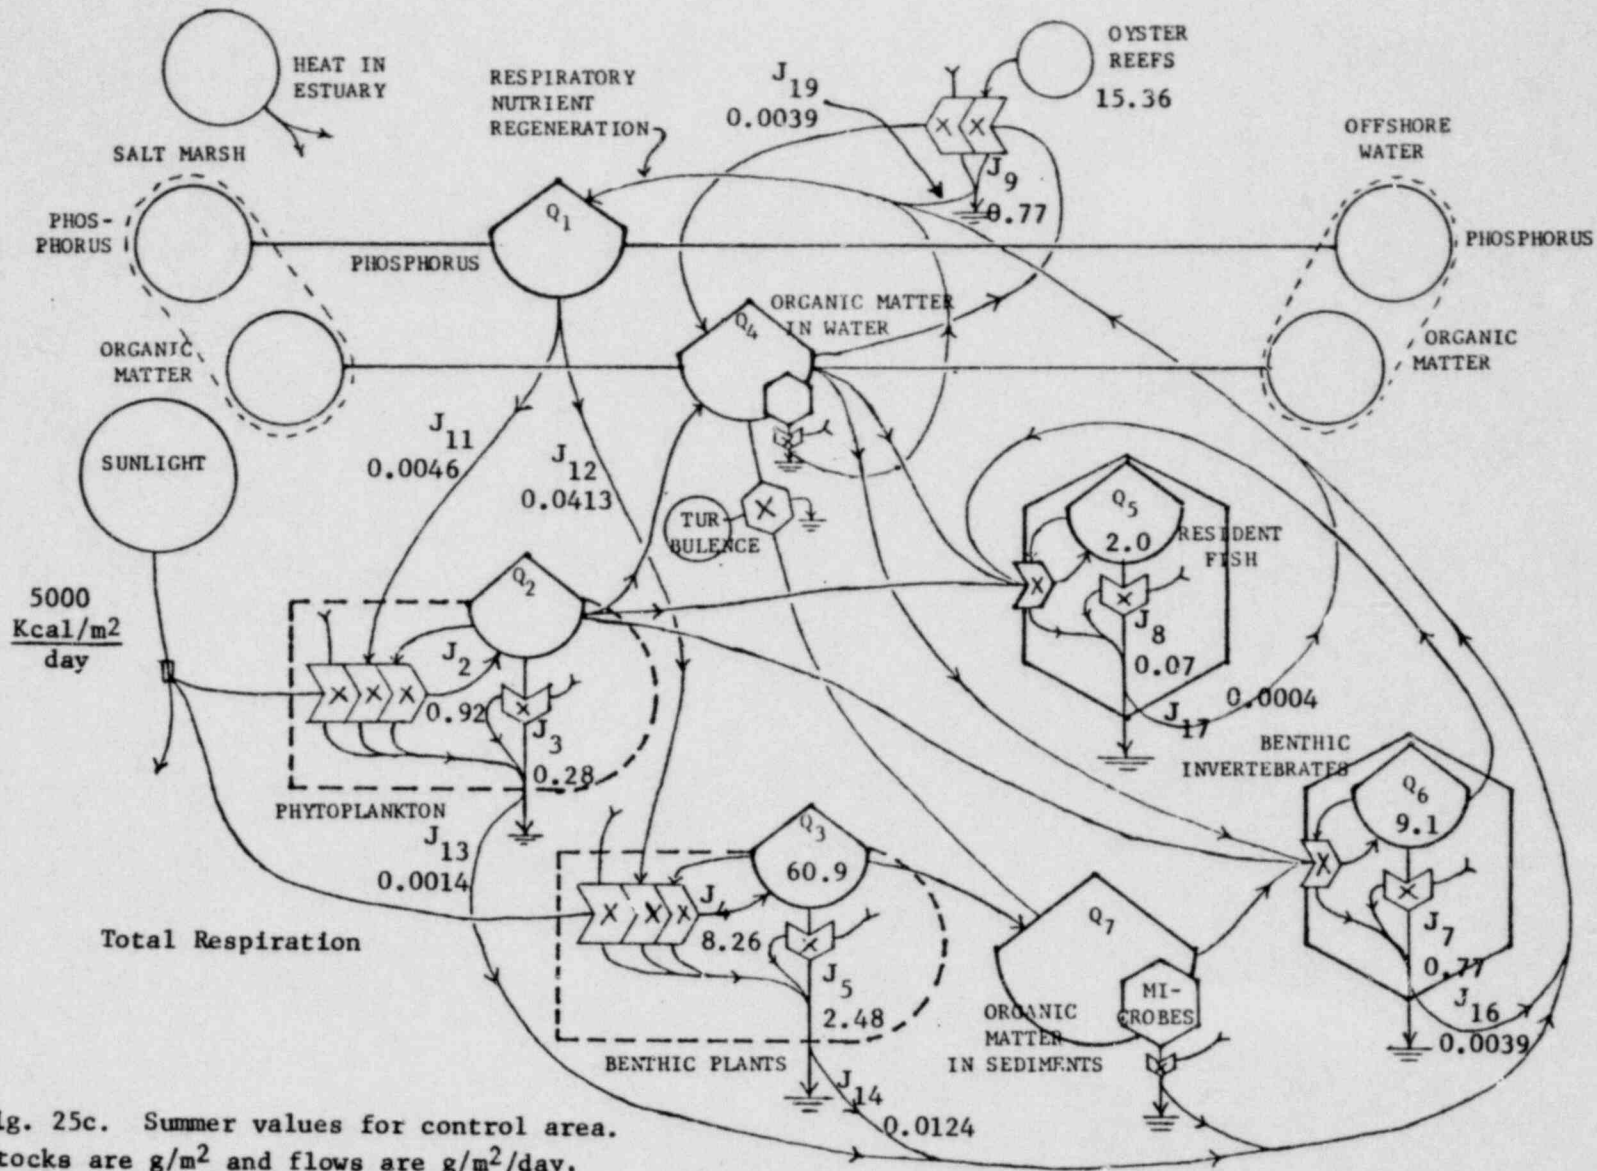 HEAT IN
ESTUARY
RESPIRATORY
NUTRIENT
REGENERATION
J19
0.0039
OYSTER
REEFS
15.36
X X
J9
0.77
OFFSHORE
WATER
SALT MARSH
PHOS-
PHORUS
PHOSPHORUS
Q1
PHOSPHORUS
ORGANIC MATTER
IN WATER
Q4
ORGANIC
MATTER
ORGANIC
MATTER
SUNLIGHT
J11
0.0046
J12
0.0413
TUR
BULENCE
X
Q5
2.0
RESIDENT
FISH
X
X
J8
0.07
J17
0.0004
5000
Kcal/m2
day
Q2
J2
X X X
0.92
X
J3
0.28
PHYTOPLANKTON
J13
0.0014
Q3
60.9
X X X
J4
8.26
X
J5
2.48
BENTHIC PLANTS
J14
0.0124
Total Respiration
Q7
MI-
CROBES
ORGANIC
MATTER
IN SEDIMENTS
BENTHIC
INVERTEBRATES
Q6
9.1
X
X
J7
0.77
J16
0.0039
ig. 25c. Summer values for control area.
tocks are g/m2 and flows are g/m2/day.